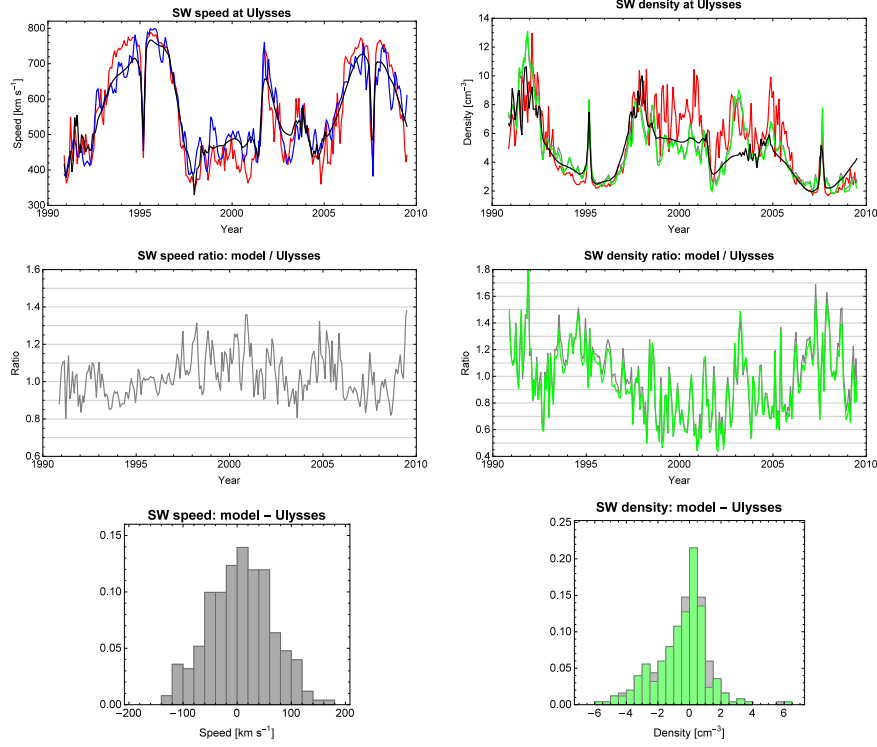 SW speed at Ulysses
Speed [km s⁻¹]
800
700
600
500
400
300
1990 1995 2000 2005 2010
Year
SW density at Ulysses
Density [cm⁻³]
14
12
10
8
6
4
2
1990 1995 2000 2005 2010
Year
SW speed ratio: model / Ulysses
Ratio
1.6
1.4
1.2
1.0
0.8
0.6
1990 1995 2000 2005 2010
Year
SW density ratio: model / Ulysses
Ratio
1.8
1.6
1.4
1.2
1.0
0.8
0.6
0.4
1990 1995 2000 2005 2010
Year
SW speed: model − Ulysses
0.15
0.10
0.05
0.00
-200 -100 0 100 200
Speed [km s⁻¹]
SW density: model − Ulysses
0.25
0.20
0.15
0.10
0.05
0.00
-6 -4 -2 0 2 4 6
Density [cm⁻³]